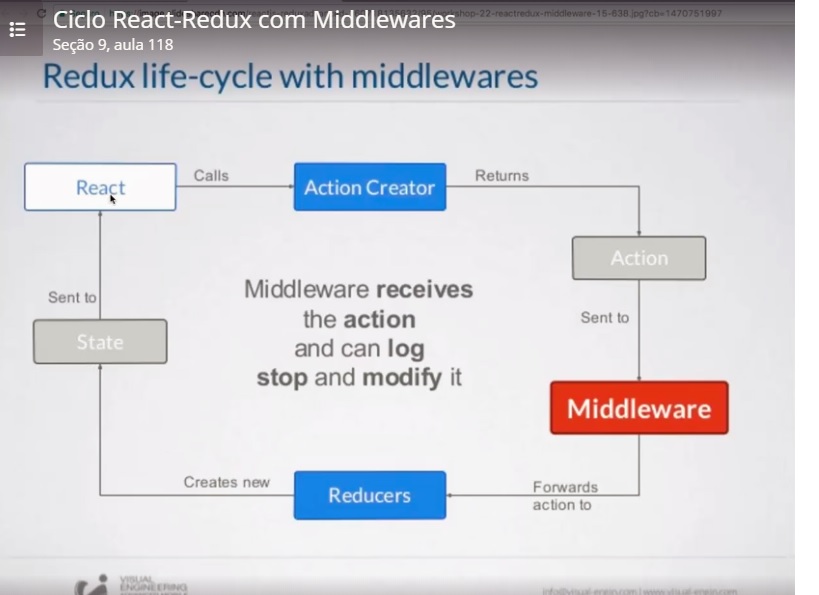 Ciclo React-Redux com Middlewares
Seção 9, aula 118
Redux life-cycle with middlewares
React
Calls
Action Creator
Returns
Action
Sent to
Middleware
Forwards
action to
Reducers
Creates new
State
Sent to
Middleware receives
the action
and can log
stop and modify it
VISUAL
ENGINEERING